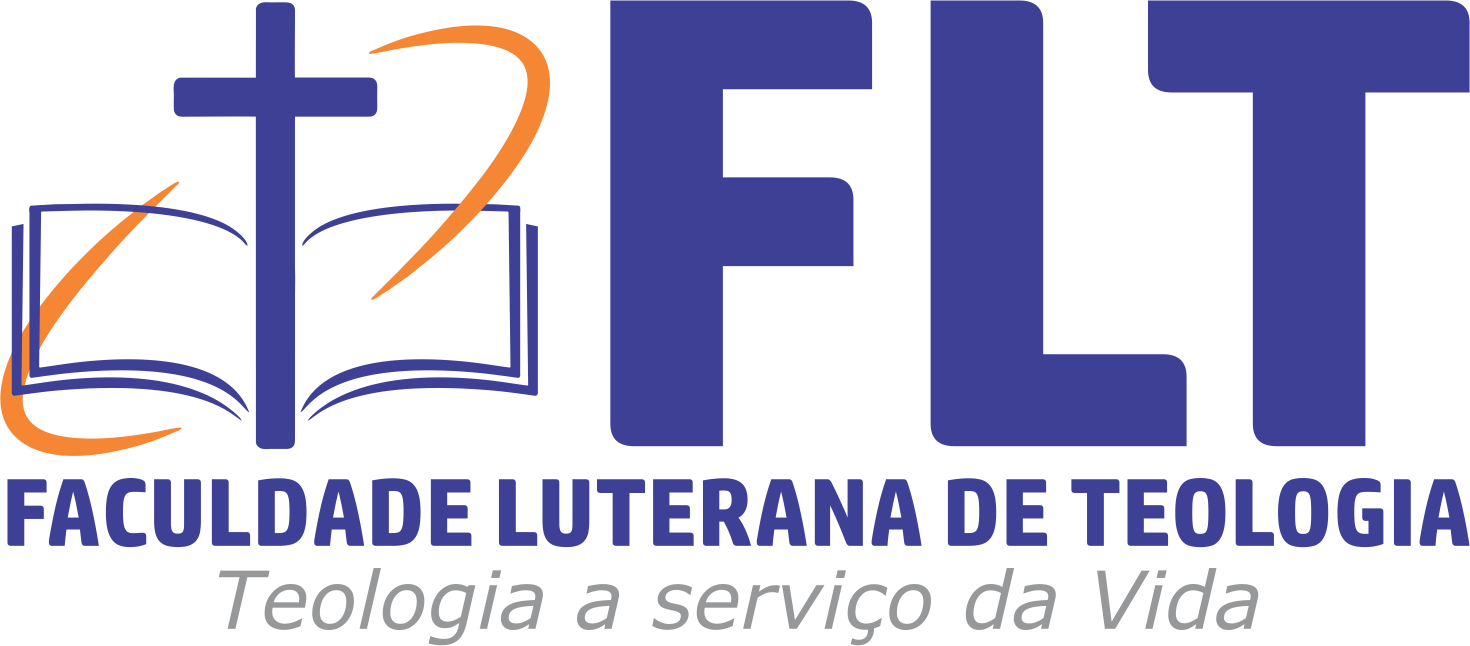 FLT
FACULDADE LUTERANA DE TEOLOGIA
Teologia a serviço da Vida